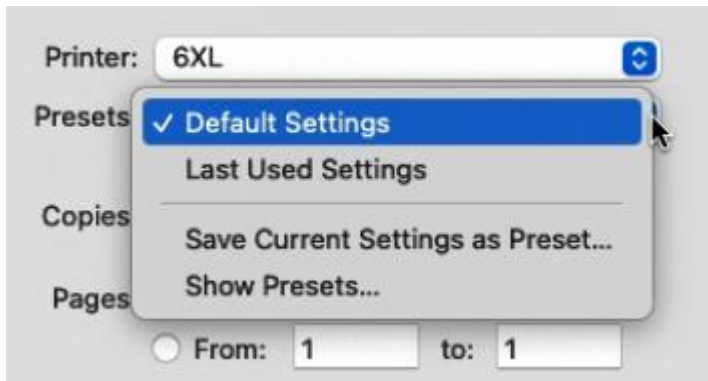 Printer: 6XL
Presets ✓ Default Settings
Last Used Settings
Copies
Save Current Settings as Preset...
Show Presets...
Pages
From: 1 to: 1